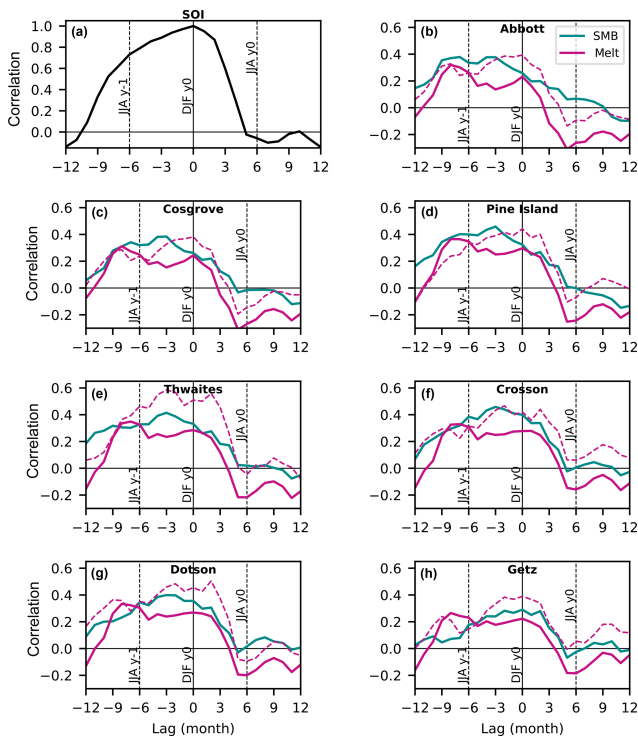 SOI
(a)
Correlation
1.0
0.8
0.6
0.4
0.2
0.0
JJA y-1
DJF y0
JJA y0
−12 −9 −6 −3 0 3 6 9 12
Abbott
(b)
SMB
Melt
0.6
0.4
0.2
0.0
−0.2
JJA y-1
DJF y0
−12 −9 −6 −3 0 3 6 9 12
Cosgrove
(c)
Correlation
0.6
0.4
0.2
0.0
−0.2
JJA y-1
DJF y0
JJA y0
−12 −9 −6 −3 0 3 6 9 12
Pine Island
(d)
0.6
0.4
0.2
0.0
−0.2
JJA y-1
DJF y0
JJA y0
−12 −9 −6 −3 0 3 6 9 12
Thwaites
(e)
Correlation
0.6
0.4
0.2
0.0
−0.2
JJA y-1
DJF y0
JJA y0
−12 −9 −6 −3 0 3 6 9 12
Crosson
(f)
0.6
0.4
0.2
0.0
−0.2
JJA y-1
DJF y0
JJA y0
−12 −9 −6 −3 0 3 6 9 12
Dotson
(g)
Correlation
0.6
0.4
0.2
0.0
−0.2
JJA y-1
DJF y0
JJA y0
−12 −9 −6 −3 0 3 6 9 12
Lag (month)
Getz
(h)
0.6
0.4
0.2
0.0
−0.2
JJA y-1
DJF y0
JJA y0
−12 −9 −6 −3 0 3 6 9 12
Lag (month)